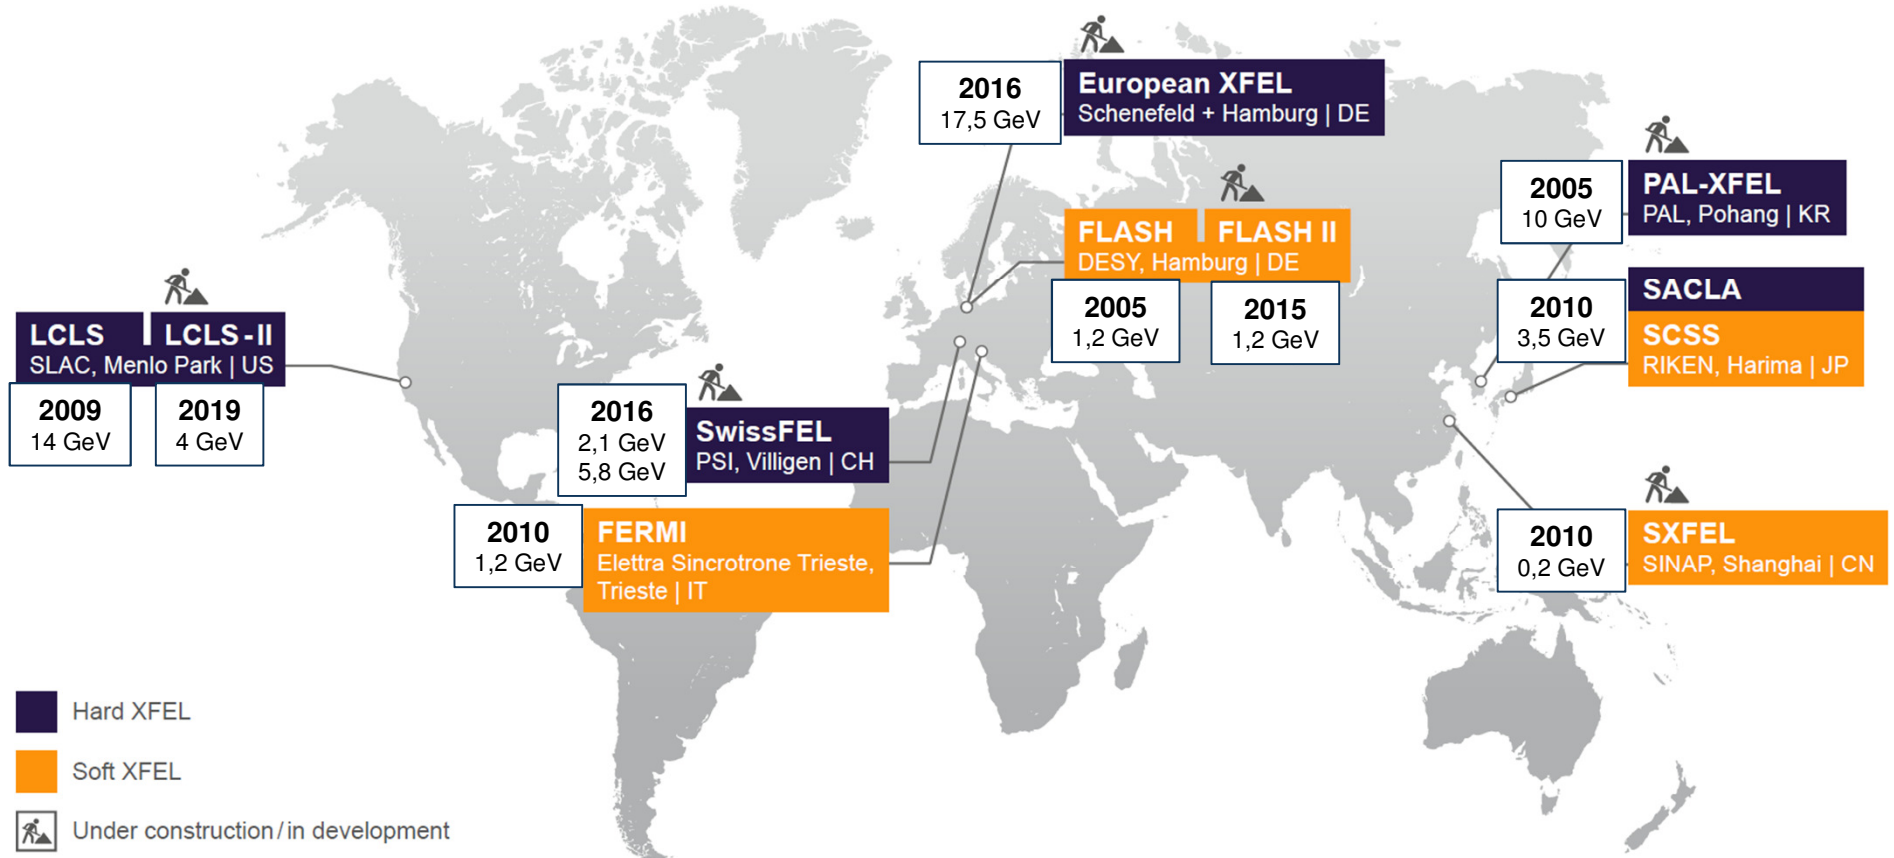 2016
17,5 GeV
European XFEL
Schenefeld + Hamburg | DE
2005
10 GeV
PAL-XFEL
PAL, Pohang | KR
FLASH
FLASH II
DESY, Hamburg | DE
2005
1,2 GeV
2015
1,2 GeV
2010
3,5 GeV
SACLA
SCSS
RIKEN, Harima | JP
LCLS
LCLS-II
SLAC, Menlo Park | US
2009
14 GeV
2019
4 GeV
2016
2,1 GeV
5,8 GeV
SwissFEL
PSI, Villigen | CH
2010
1,2 GeV
FERMI
Elettra Sincrotrone Trieste,
Trieste | IT
2010
0,2 GeV
SXFEL
SINAP, Shanghai | CN
Hard XFEL
Soft XFEL
Under construction/in development